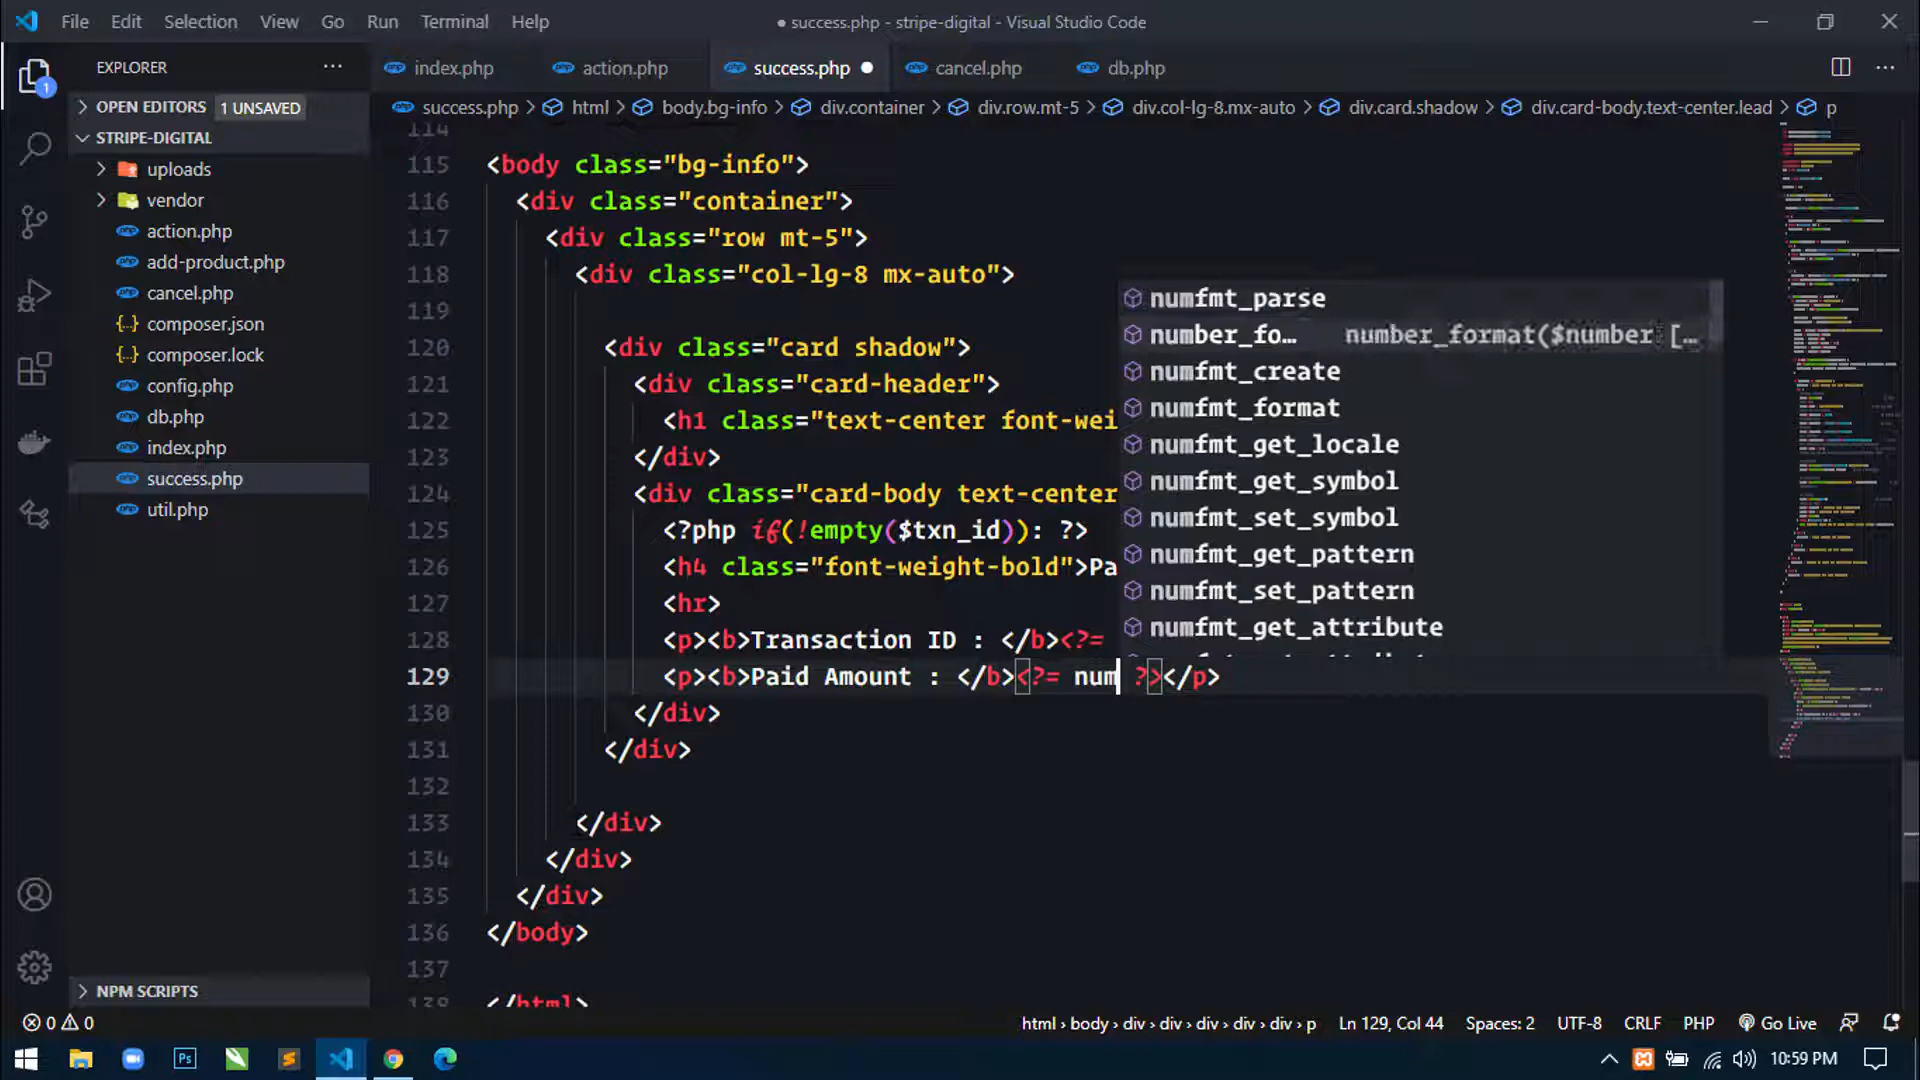 File Edit Selection View Go Run Terminal Help
● success.php - stripe-digital - Visual Studio Code
EXPLORER
index.php
action.php
success.php
cancel.php
db.php
OPEN EDITORS 1 UNSAVED
success.php › html › body.bg-info › div.container › div.row.mt-5 › div.col-lg-8.mx-auto › div.card.shadow › div.card-body.text-center.lead › p
STRIPE-DIGITAL
uploads
vendor
action.php
add-product.php
cancel.php
composer.json
composer.lock
config.php
db.php
index.php
success.php
util.php
NPM SCRIPTS
1
114
115 <body class="bg-info">
116 <div class="container">
117 <div class="row mt-5">
118 <div class="col-lg-8 mx-auto">
119
120 <div class="card shadow">
121 <div class="card-header">
122 <h1 class="text-center font-wei
123 </div>
124 <div class="card-body text-center
125 <?php if(!empty($txn_id)): ?>
126 <h4 class="font-weight-bold">Pa
127 <hr>
128 <p><b>Transaction ID : </b><?=
129 <p><b>Paid Amount : </b><?= num ?></p>
130 </div>
131 </div>
132
133 </div>
134 </div>
135 </div>
136 </body>
137
138 </html>
numfmt_parse
number_fo… number_format($number [,…
numfmt_create
numfmt_format
numfmt_get_locale
numfmt_get_symbol
numfmt_set_symbol
numfmt_get_pattern
numfmt_set_pattern
numfmt_get_attribute
0 0
html › body › div › div › div › div › div › p Ln 129, Col 44 Spaces: 2 UTF-8 CRLF PHP Go Live
Ps
10:59 PM